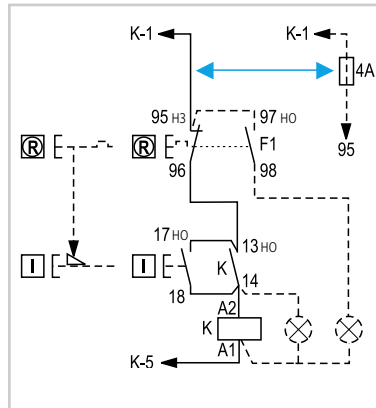 K-1 K-1
4A
95 НЗ 97 НО 95
R R F1
96 98
17 НО 13 НО
I I K
18 14
A2
K
A1
K-5